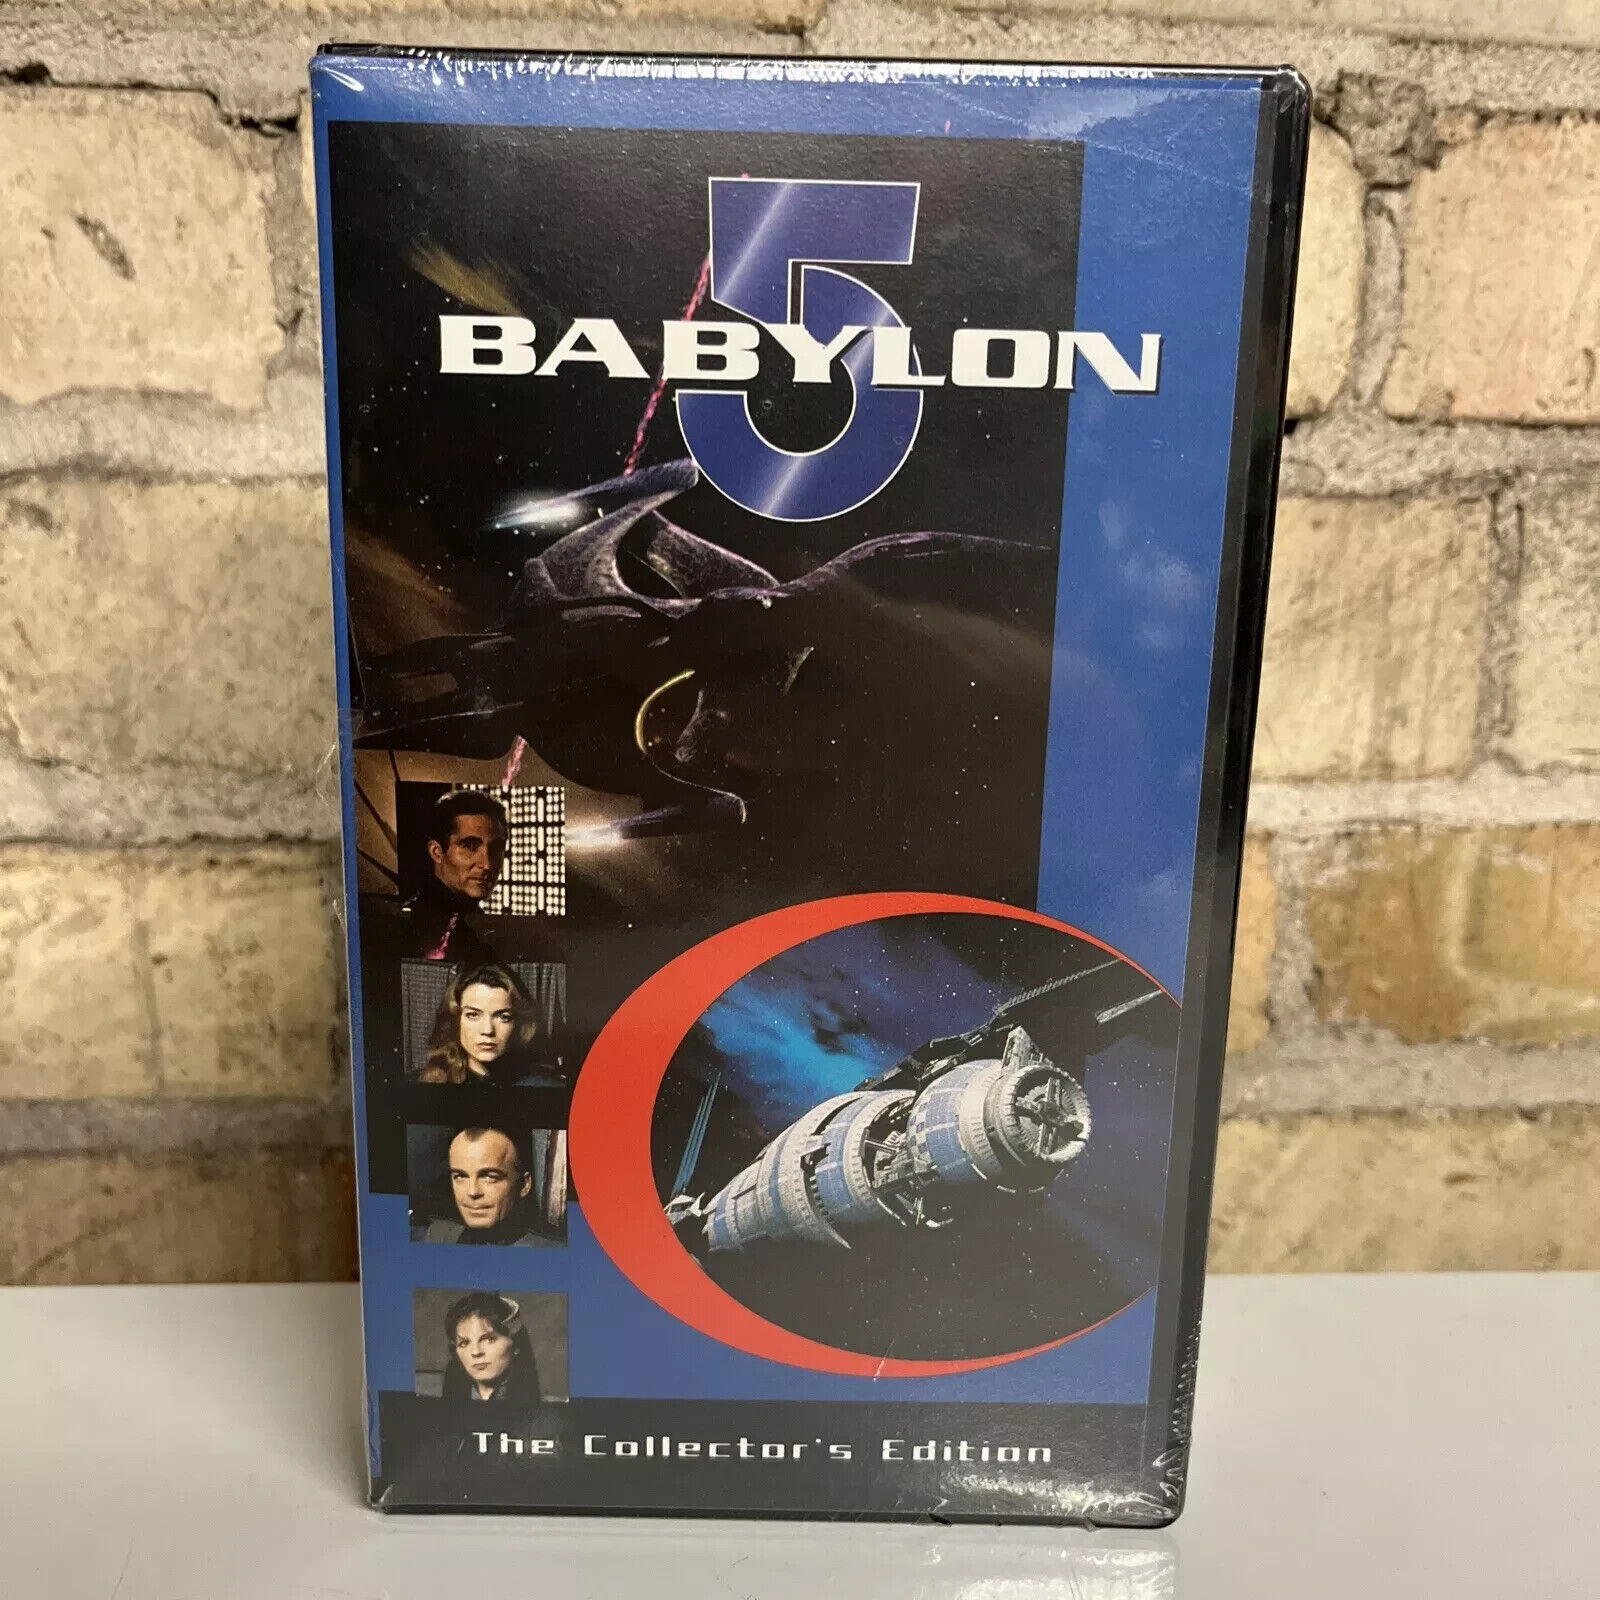 5
BABYLON
The Collector's Edition